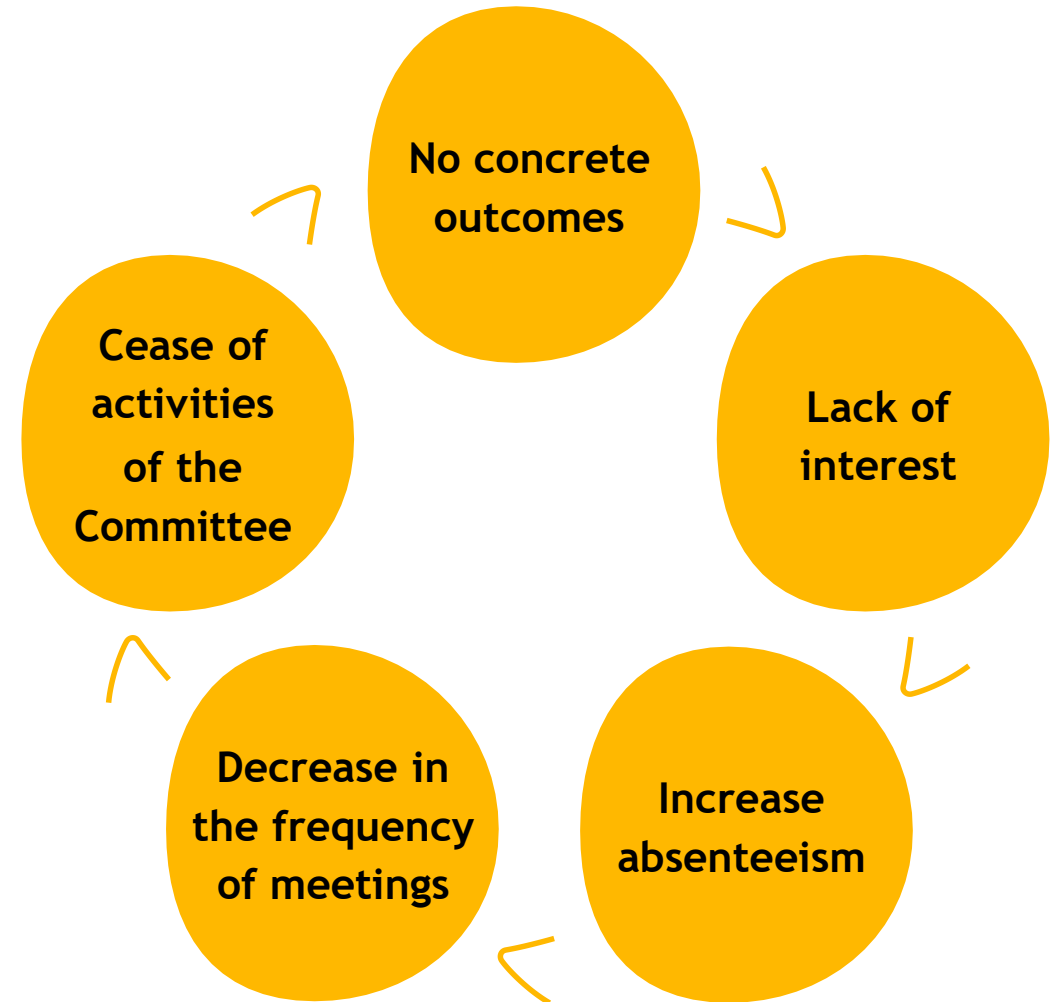 No concrete
outcomes
Lack of
interest
Increase
absenteeism
Decrease in
the frequency
of meetings
Cease of
activities
of the
Committee